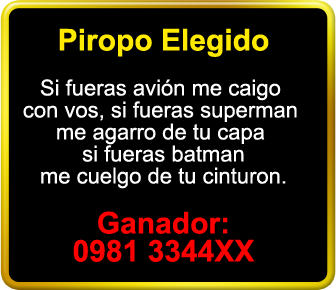 Piropo Elegido
Si fueras avión me caigo
con vos, si fueras superman
me agarro de tu capa
si fueras batman
me cuelgo de tu cinturon.
Ganador:
0981 3344XX